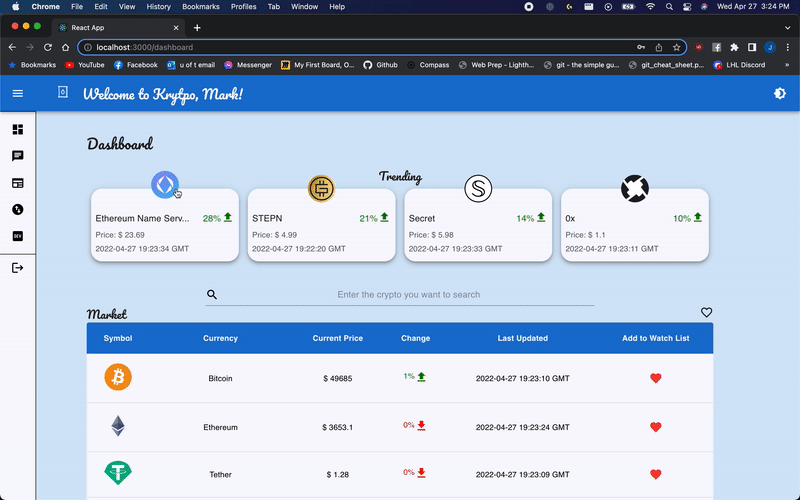 Chrome File Edit View History Bookmarks Profiles Tab Window Help Wed Apr 27 3:24 PM
React App
localhost:3000/dashboard
Bookmarks YouTube Facebook u of t email Messenger My First Board, O... Github Compass Web Prep - Lighth... git - the simple gu... git_cheat_sheet.p... LHL Discord »
Welcome to Krytpo, Mark!
Dashboard
Trending
Ethereum Name Serv... 28%
Price: $ 23.69
2022-04-27 19:23:34 GMT
STEPN 21%
Price: $ 4.99
2022-04-27 19:22:20 GMT
Secret 14%
Price: $ 5.98
2022-04-27 19:23:33 GMT
0x 10%
Price: $ 1.1
2022-04-27 19:23:11 GMT
DEV
Enter the crypto you want to search
Market
Symbol Currency Current Price Change Last Updated Add to Watch List
Bitcoin $ 49685 1% 2022-04-27 19:23:10 GMT
Ethereum $ 3653.1 0% 2022-04-27 19:23:24 GMT
Tether $ 1.28 0% 2022-04-27 19:23:09 GMT